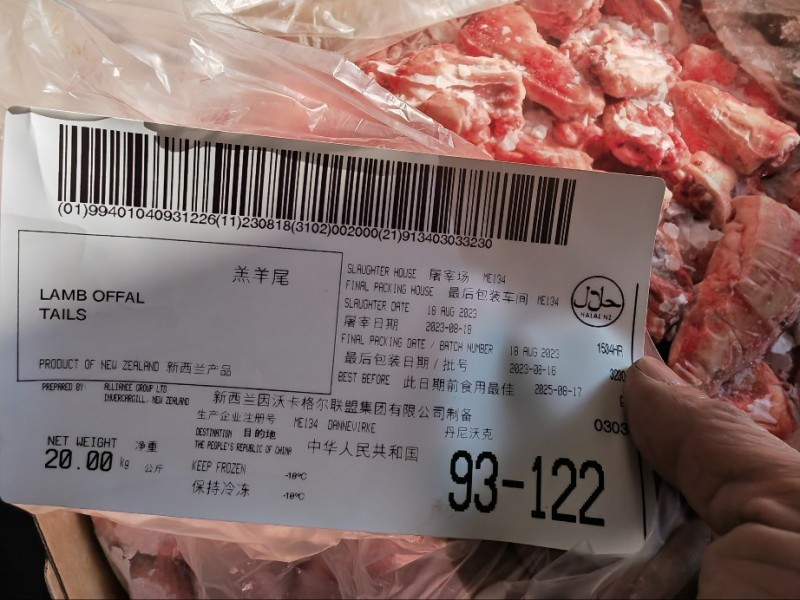 (01)99401040931226(11)230818(3102)002000(21)913403033230
羔羊尾
LAMB OFFAL
TAILS
PRODUCT OF NEW ZEALAND 新西兰产品
SLAUGHTER HOUSE 屠宰场 ME134
FINAL PACKING HOUSE 最后包装车间 ME134
SLAUGHTER DATE 18 AUG 2023
屠宰日期 2023-08-18
FINAL PACKING DATE / BATCH NUMBER 18 AUG 2023
最后包装日期/批号 2023-08-18
BEST BEFORE 此日期前食用最佳 2025-08-17
حلال
HALAL NZ
1504HR
0303
PREPARED BY: ALLIANCE GROUP LTD
INVERCARGILL, NEW ZEALAND
新西兰因沃卡格尔联盟集团有限公司制备
生产企业注册号 ME134 DANNEVIRKE 丹尼沃克
DESTINATION 目的地
THE PEOPLE'S REPUBLIC OF CHINA 中华人民共和国
NET WEIGHT 净重
20.00 kg 公斤
KEEP FROZEN -18°C
保持冷冻 -18°C
93-122